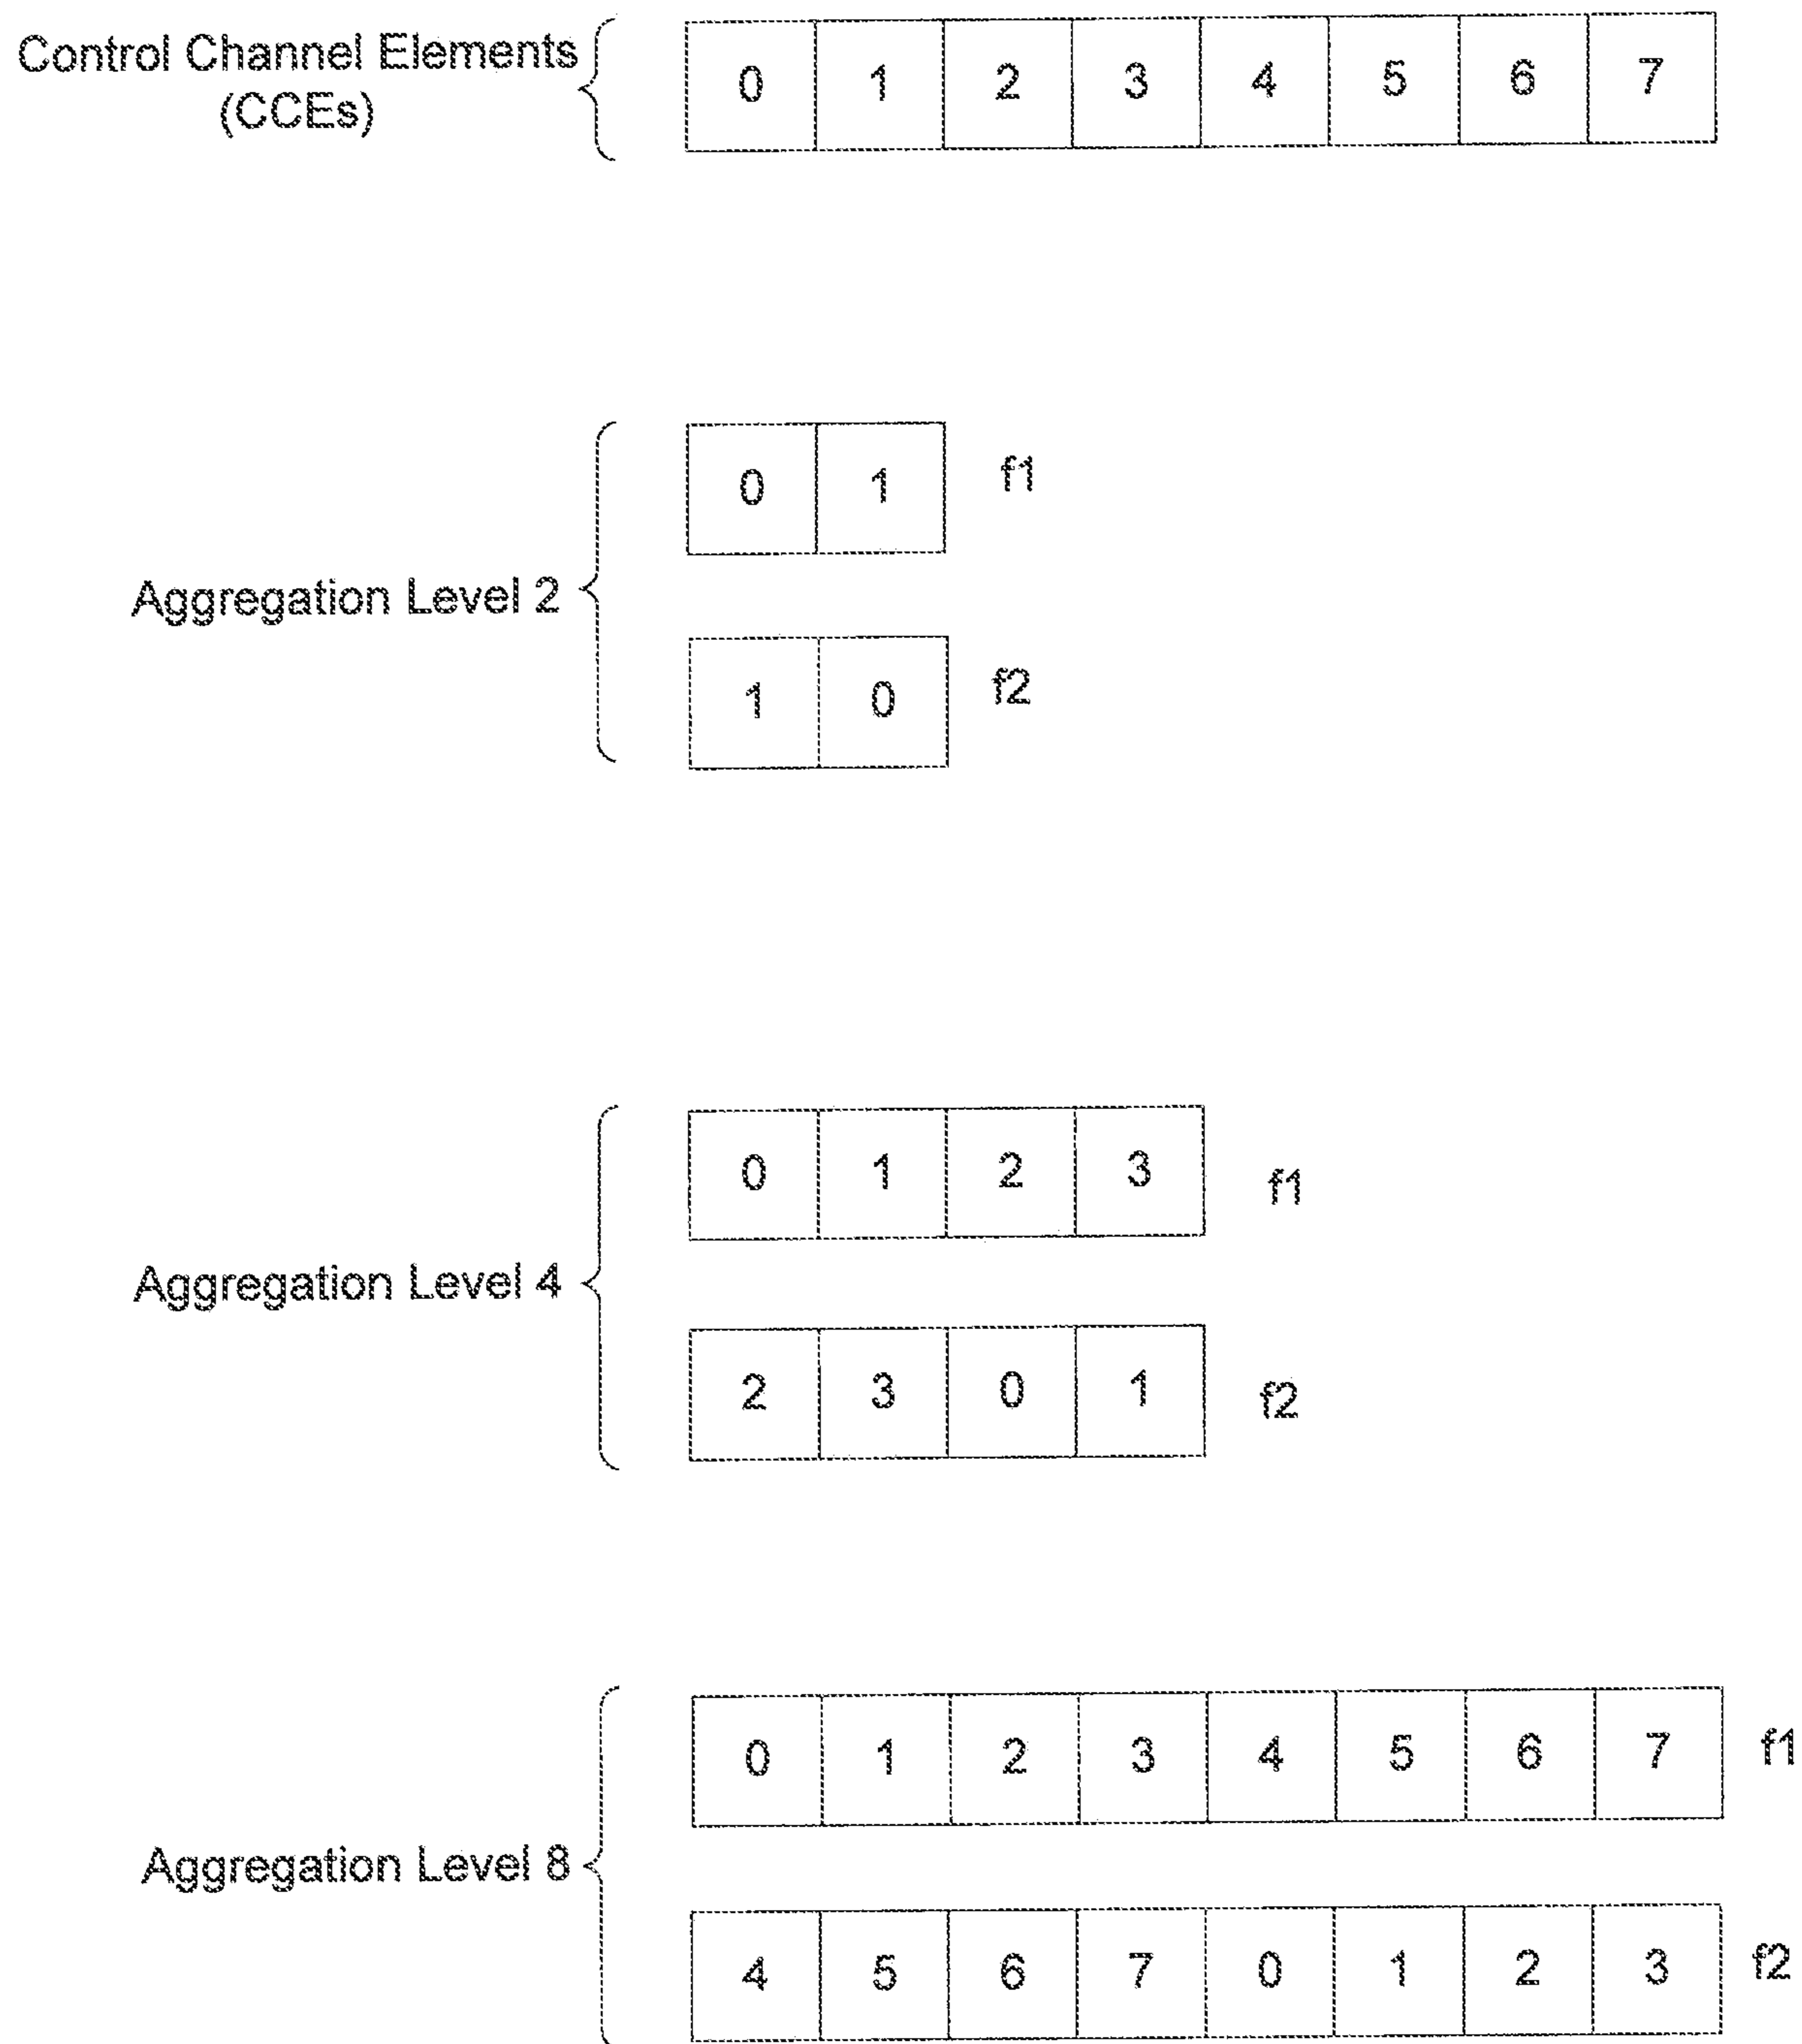 Control Channel Elements
(CCEs)
0 1 2 3 4 5 6 7
Aggregation Level 2
0 1 f1
1 0 f2
Aggregation Level 4
0 1 2 3 f1
2 3 0 1 f2
Aggregation Level 8
0 1 2 3 4 5 6 7 f1
4 5 6 7 0 1 2 3 f2